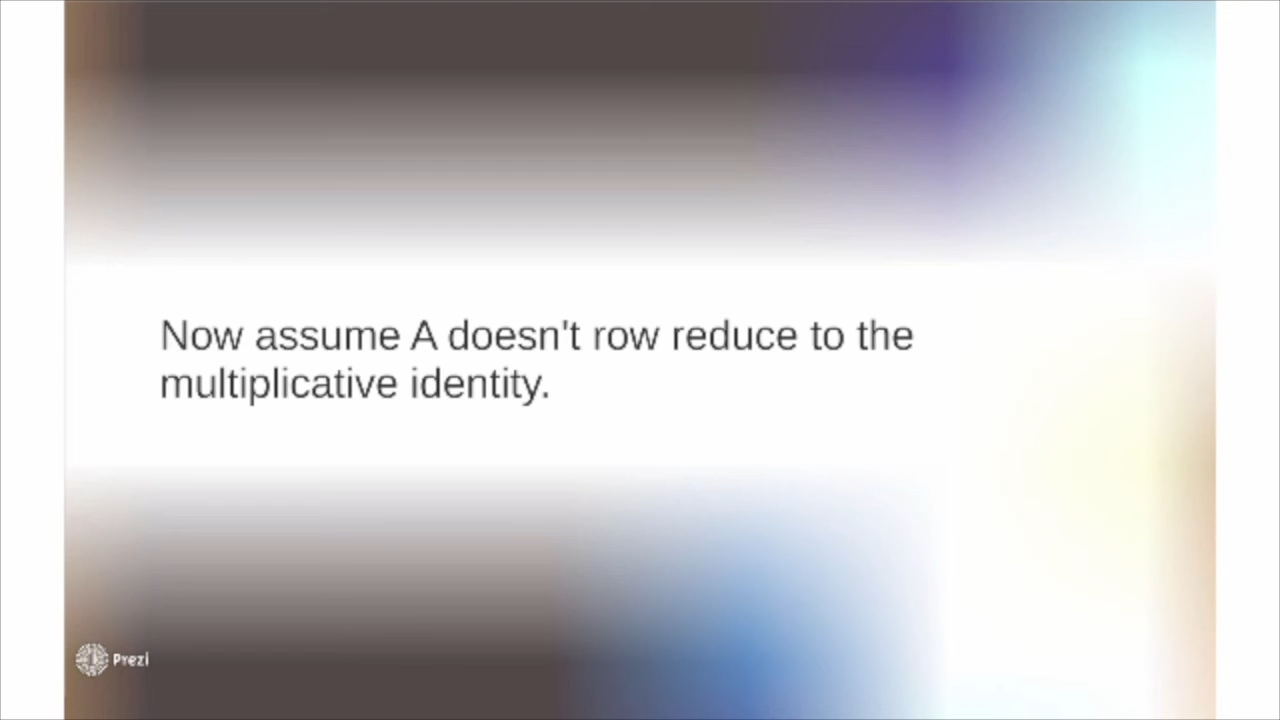 Now assume A doesn't row reduce to the
multiplicative identity.
Prezi